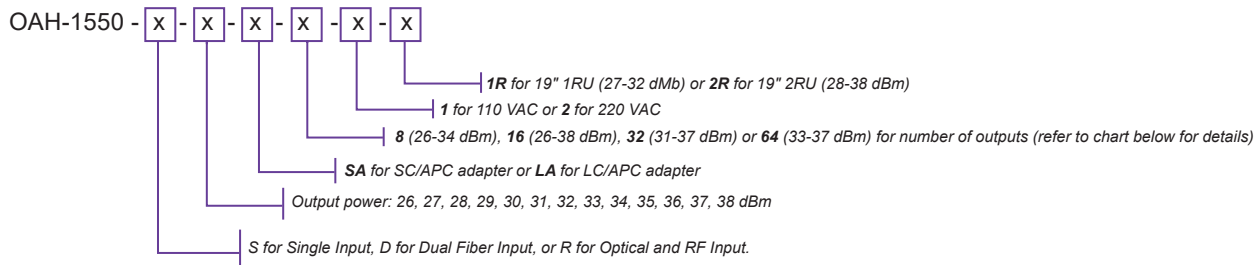 OAH-1550 - x - x - x - x - x - x
1R for 19" 1RU (27-32 dMb) or 2R for 19" 2RU (28-38 dBm)
1 for 110 VAC or 2 for 220 VAC
8 (26-34 dBm), 16 (26-38 dBm), 32 (31-37 dBm) or 64 (33-37 dBm) for number of outputs (refer to chart below for details)
SA for SC/APC adapter or LA for LC/APC adapter
Output power: 26, 27, 28, 29, 30, 31, 32, 33, 34, 35, 36, 37, 38 dBm
S for Single Input, D for Dual Fiber Input, or R for Optical and RF Input.